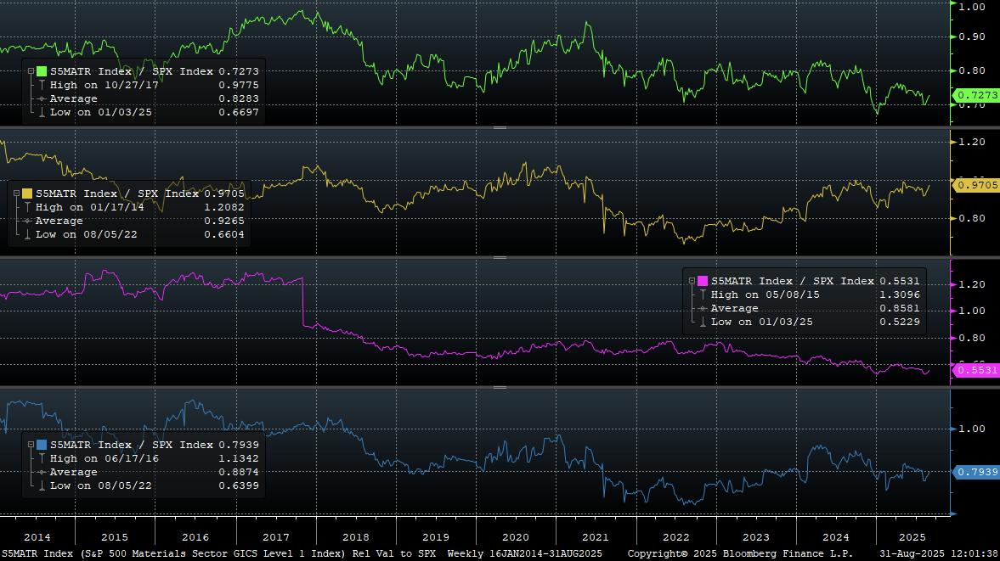 1.00
0.90
0.80
0.70
0.7273
S5MATR Index / SPX Index 0.7273
High on 10/27/17 0.9775
Average 0.8283
Low on 01/03/25 0.6697
1.20
0.9705
0.80
S5MATR Index / SPX Index 0.9705
High on 01/17/14 1.2082
Average 0.9265
Low on 08/05/22 0.6604
1.20
1.00
0.80
0.5531
S5MATR Index / SPX Index 0.5531
High on 05/08/15 1.3096
Average 0.8581
Low on 01/03/25 0.5229
1.00
0.7939
S5MATR Index / SPX Index 0.7939
High on 06/17/16 1.1342
Average 0.8874
Low on 08/05/22 0.6399
2014 2015 2016 2017 2018 2019 2020 2021 2022 2023 2024 2025
S5MATR Index (S&P 500 Materials Sector GICS Level 1 Index) Rel Val to SPX Weekly 16JAN2014-31AUG2025 Copyright© 2025 Bloomberg Finance L.P. 31-Aug-2025 12:01:38